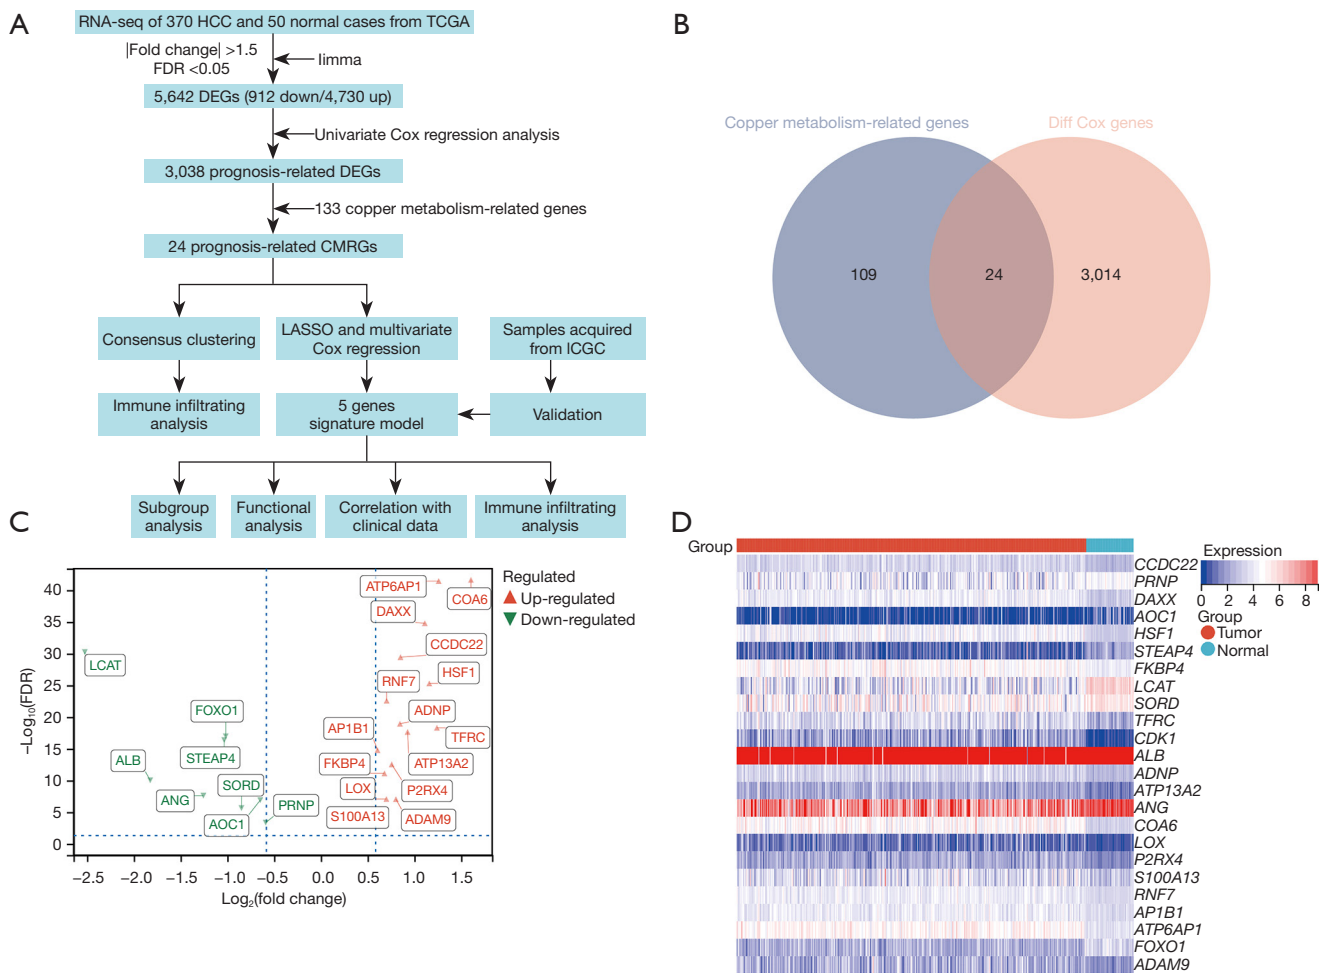 A
RNA-seq of 370 HCC and 50 normal cases from TCGA
|Fold change| >1.5
FDR <0.05
limma
5,642 DEGs (912 down/4,730 up)
Univariate Cox regression analysis
3,038 prognosis-related DEGs
133 copper metabolism-related genes
24 prognosis-related CMRGs
Consensus clustering
LASSO and multivariate
Cox regression
Samples acquired
from ICGC
Immune infiltrating
analysis
5 genes
signature model
Validation
Subgroup
analysis
Functional
analysis
Correlation with
clinical data
Immune infiltrating
analysis
B
Copper metabolism-related genes
Diff Cox genes
109
24
3,014
C
−Log10(FDR)
40
35
30
25
20
15
10
5
0
−2.5
−2.0
−1.5
−1.0
−0.5
0.0
0.5
1.0
1.5
Log2(fold change)
Regulated
Up-regulated
Down-regulated
ATP6AP1
COA6
DAXX
CCDC22
LCAT
HSF1
RNF7
FOXO1
ADNP
AP1B1
TFRC
STEAP4
ALB
FKBP4
ATP13A2
SORD
LOX
P2RX4
ANG
PRNP
S100A13
ADAM9
AOC1
D
Group
CCDC22
PRNP
DAXX
AOC1
HSF1
STEAP4
FKBP4
LCAT
SORD
TFRC
CDK1
ALB
ADNP
ATP13A2
ANG
COA6
LOX
P2RX4
S100A13
RNF7
AP1B1
ATP6AP1
FOXO1
ADAM9
Expression
0 2 4 6 8
Group
Tumor
Normal